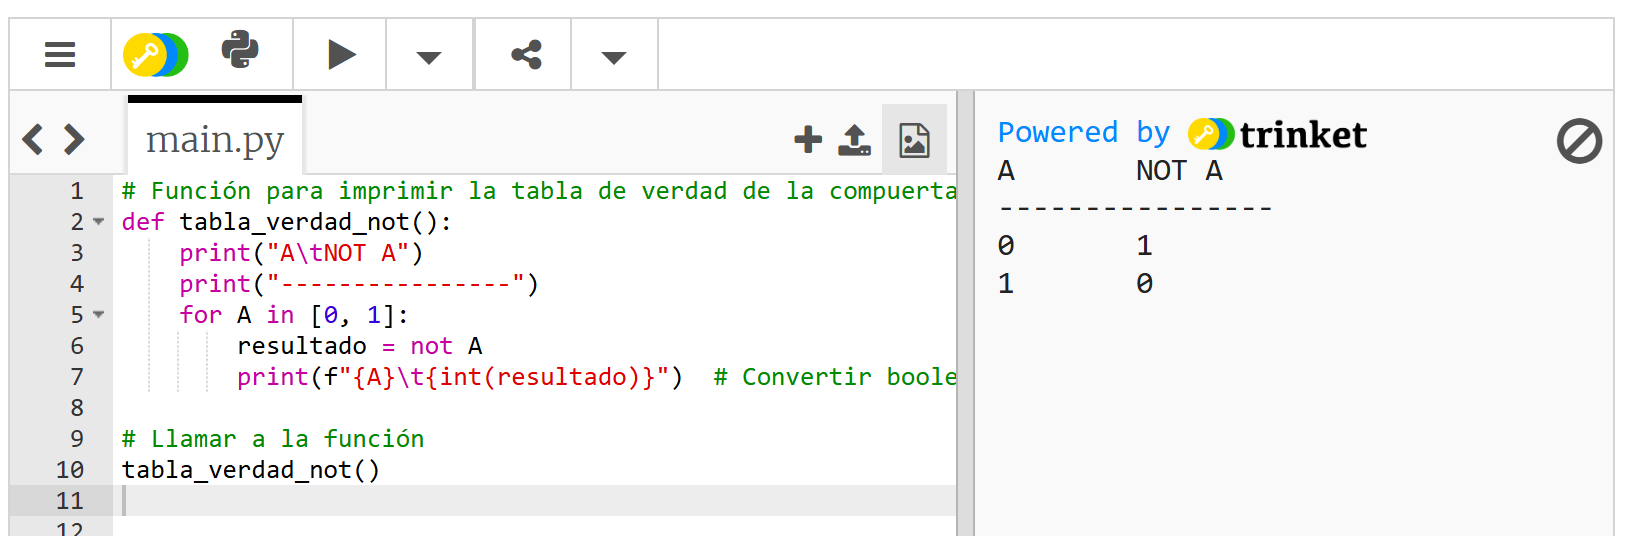 main.py
1 # Función para imprimir la tabla de verdad de la compuerta
2 def tabla_verdad_not():
3 print("A\tNOT A")
4 print("----------------")
5 for A in [0, 1]:
6 resultado = not A
7 print(f"{A}\t{int(resultado)}")  # Convertir boole
8
9 # Llamar a la función
10 tabla_verdad_not()
11
12
Powered by trinket
A NOT A
----------------
0 1
1 0